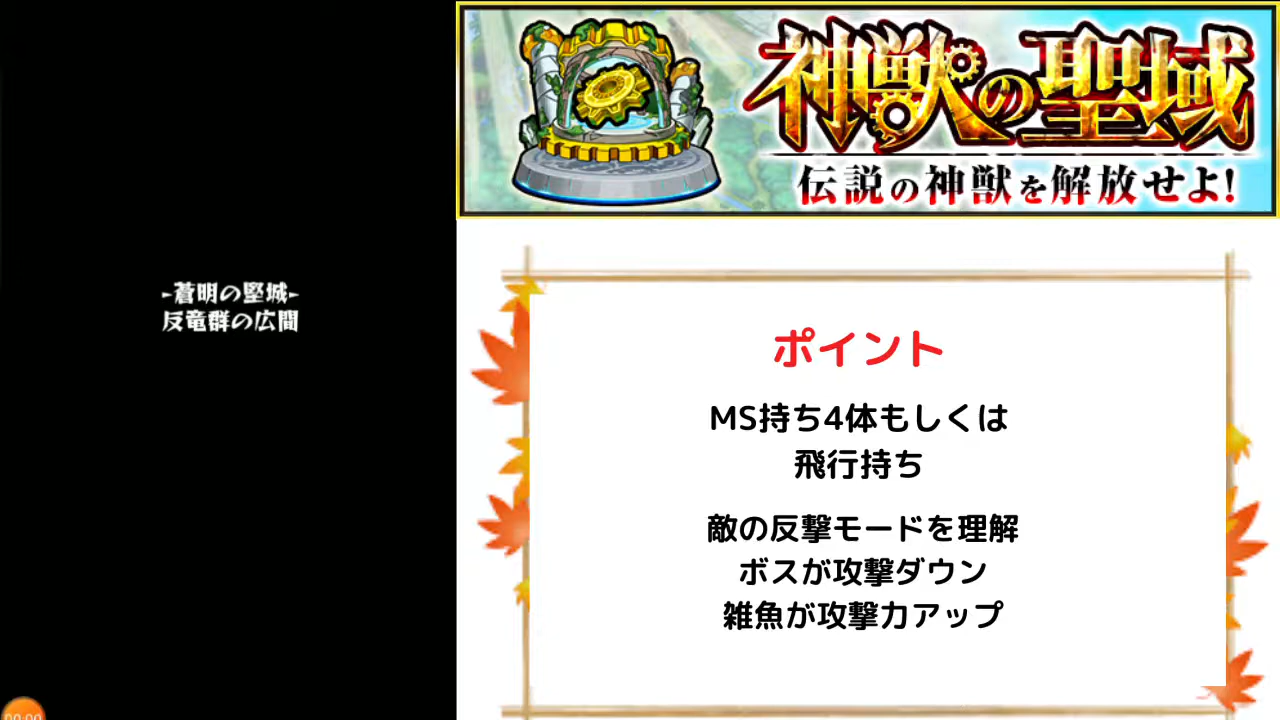 神獣の聖域
伝説の神獣を解放せよ!
-蒼明の堅城-
反竜群の広間
ポイント
MS持ち4体もしくは
飛行持ち
敵の反撃モードを理解
ボスが攻撃ダウン
雑魚が攻撃力アップ
00:00